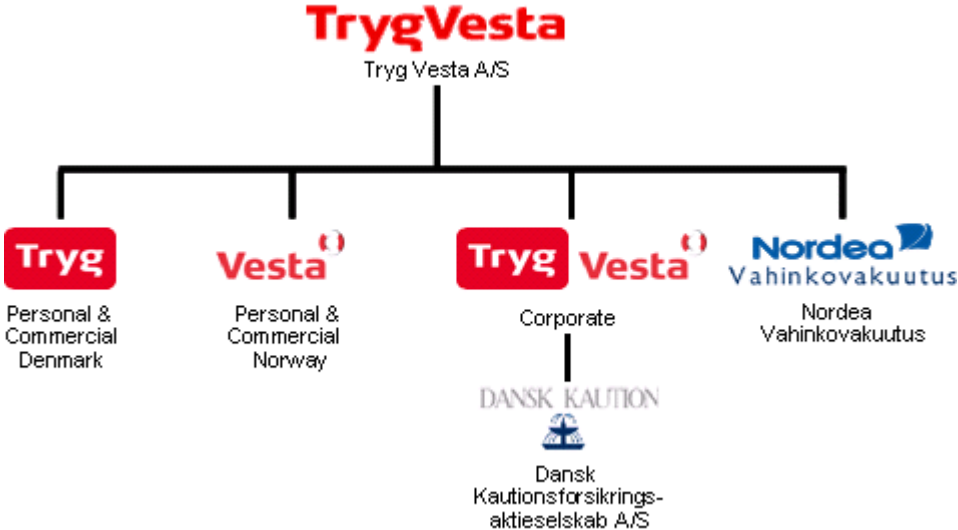 TrygVesta
Tryg Vesta A/S
Tryg
Vesta
Tryg Vesta
Nordea
Vahinkovakuutus
Personal &
Commercial
Denmark
Personal &
Commercial
Norway
Corporate
Nordea
Vahinkovakuutus
DANSK KAUTION
Dansk
Kautionsforsikrings-
aktieselskab A/S